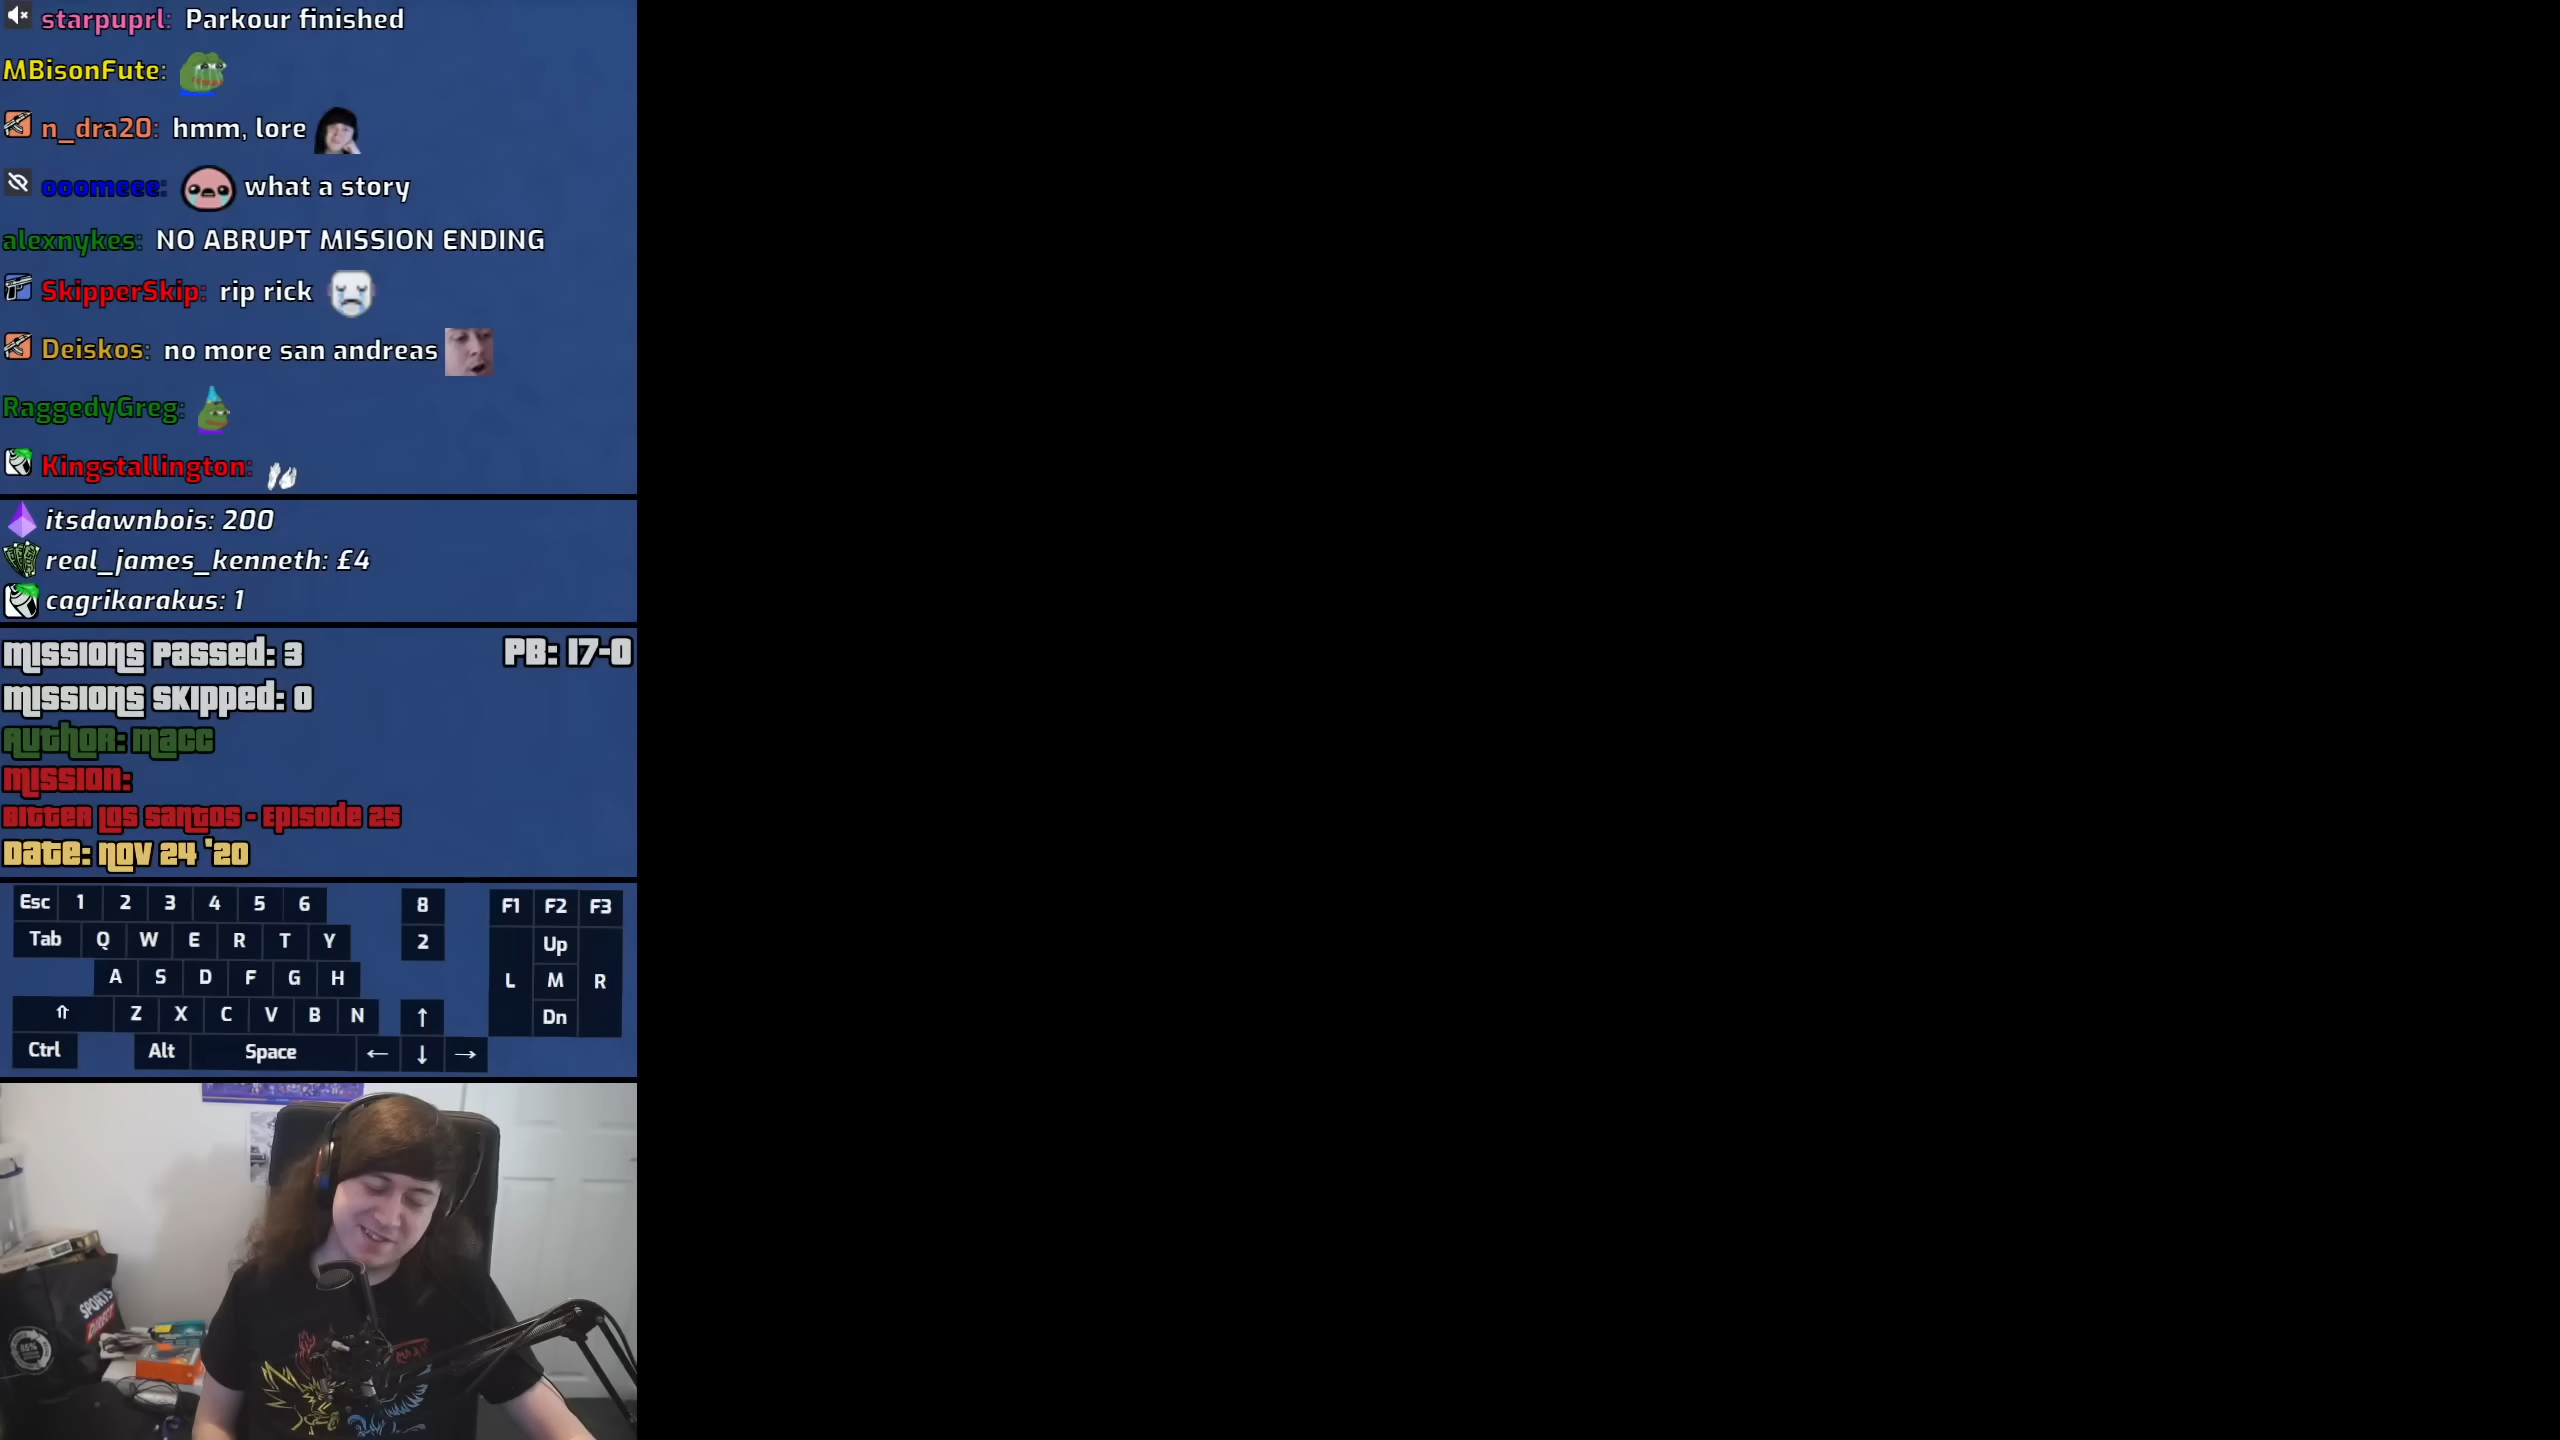 starpuprl: Parkour finished
MBisonFute:
n_dra20: hmm, lore
ooomeee: what a story
alexnykes: NO ABRUPT MISSION ENDING
SkipperSkip: rip rick
Deiskos: no more san andreas
RaggedyGreg:
Kingstallington:
itsdawnbois: 200
real_james_kenneth: £4
cagrikarakus: 1
Missions Passed: 3
PB: 17-0
Missions Skipped: 0
Author: Macc
Mission:
Bitter Los Santos - Episode 25
Date: Nov 24 '20
Esc 1 2 3 4 5 6 8 F1 F2 F3
Tab Q W E R T Y 2 Up
A S D F G H L M R
⇧ Z X C V B N ↑ Dn
Ctrl Alt Space ← ↓ →
SPORTS
DIRECT